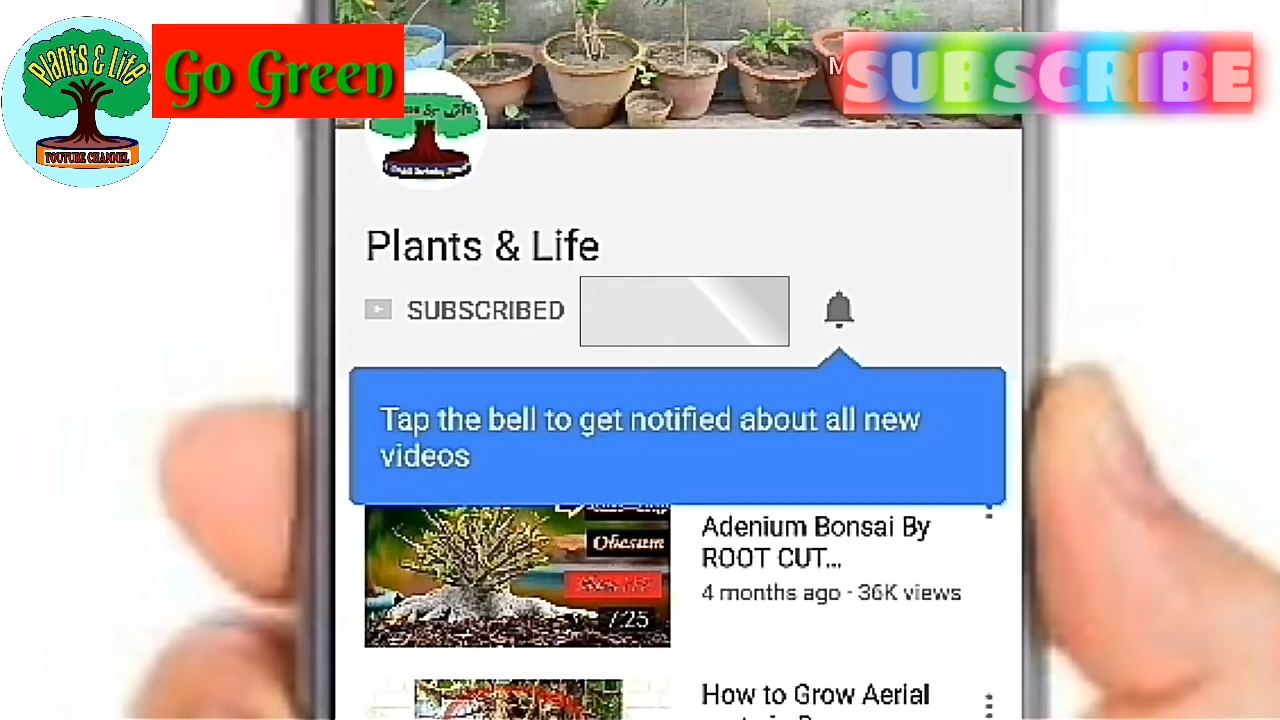 Plants & Life
YOUTUBE CHANNEL
Go Green
SUBSCRIBE
Plants & Life
SUBSCRIBED
Tap the bell to get notified about all new
videos
Obesum
7:25
Adenium Bonsai By
ROOT CUT...
4 months ago · 36K views
How to Grow Aerial